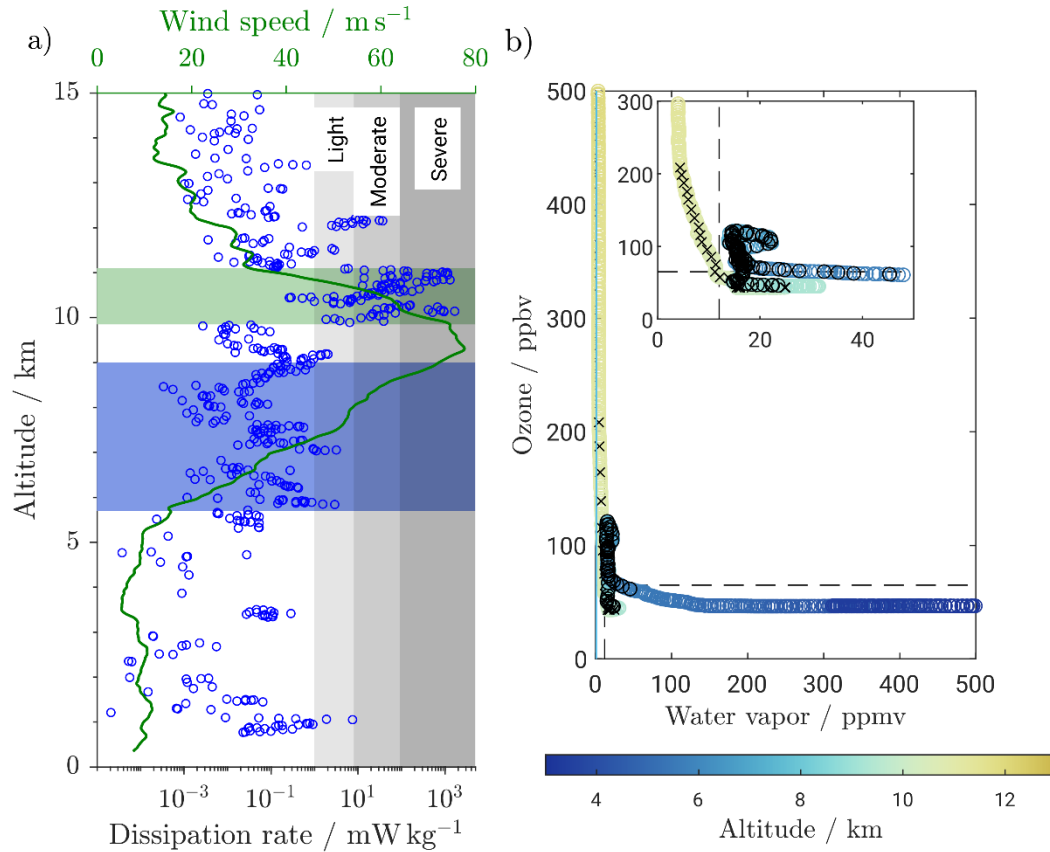 a)
Wind speed / m s⁻¹
0 20 40 60 80
15
10
5
0
Altitude / km
Light
Moderate
Severe
10⁻³ 10⁻¹ 10¹ 10³
Dissipation rate / mW kg⁻¹
b)
500
400
300
200
100
0
Ozone / ppbv
300
200
100
0
0 20 40
0 100 200 300 400 500
Water vapor / ppmv
4 6 8 10 12
Altitude / km